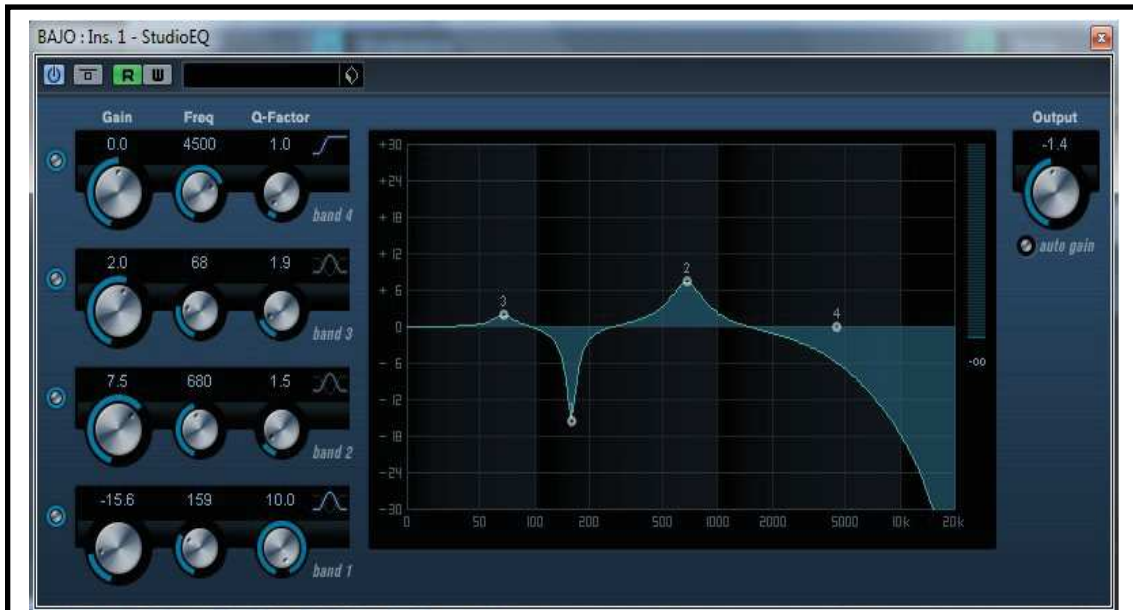 BAJO : Ins. 1 - StudioEQ
R W
Gain Freq Q-Factor
0.0 4500 1.0
band 4
2.0 68 1.9
band 3
7.5 680 1.5
band 2
-15.6 159 10.0
band 1
+30
+24
+18
+12
+6
0
-6
-12
-18
-24
-30
3
2
4
0 50 100 200 500 1000 2000 5000 10k 20k
-oo
Output
-1.4
auto gain